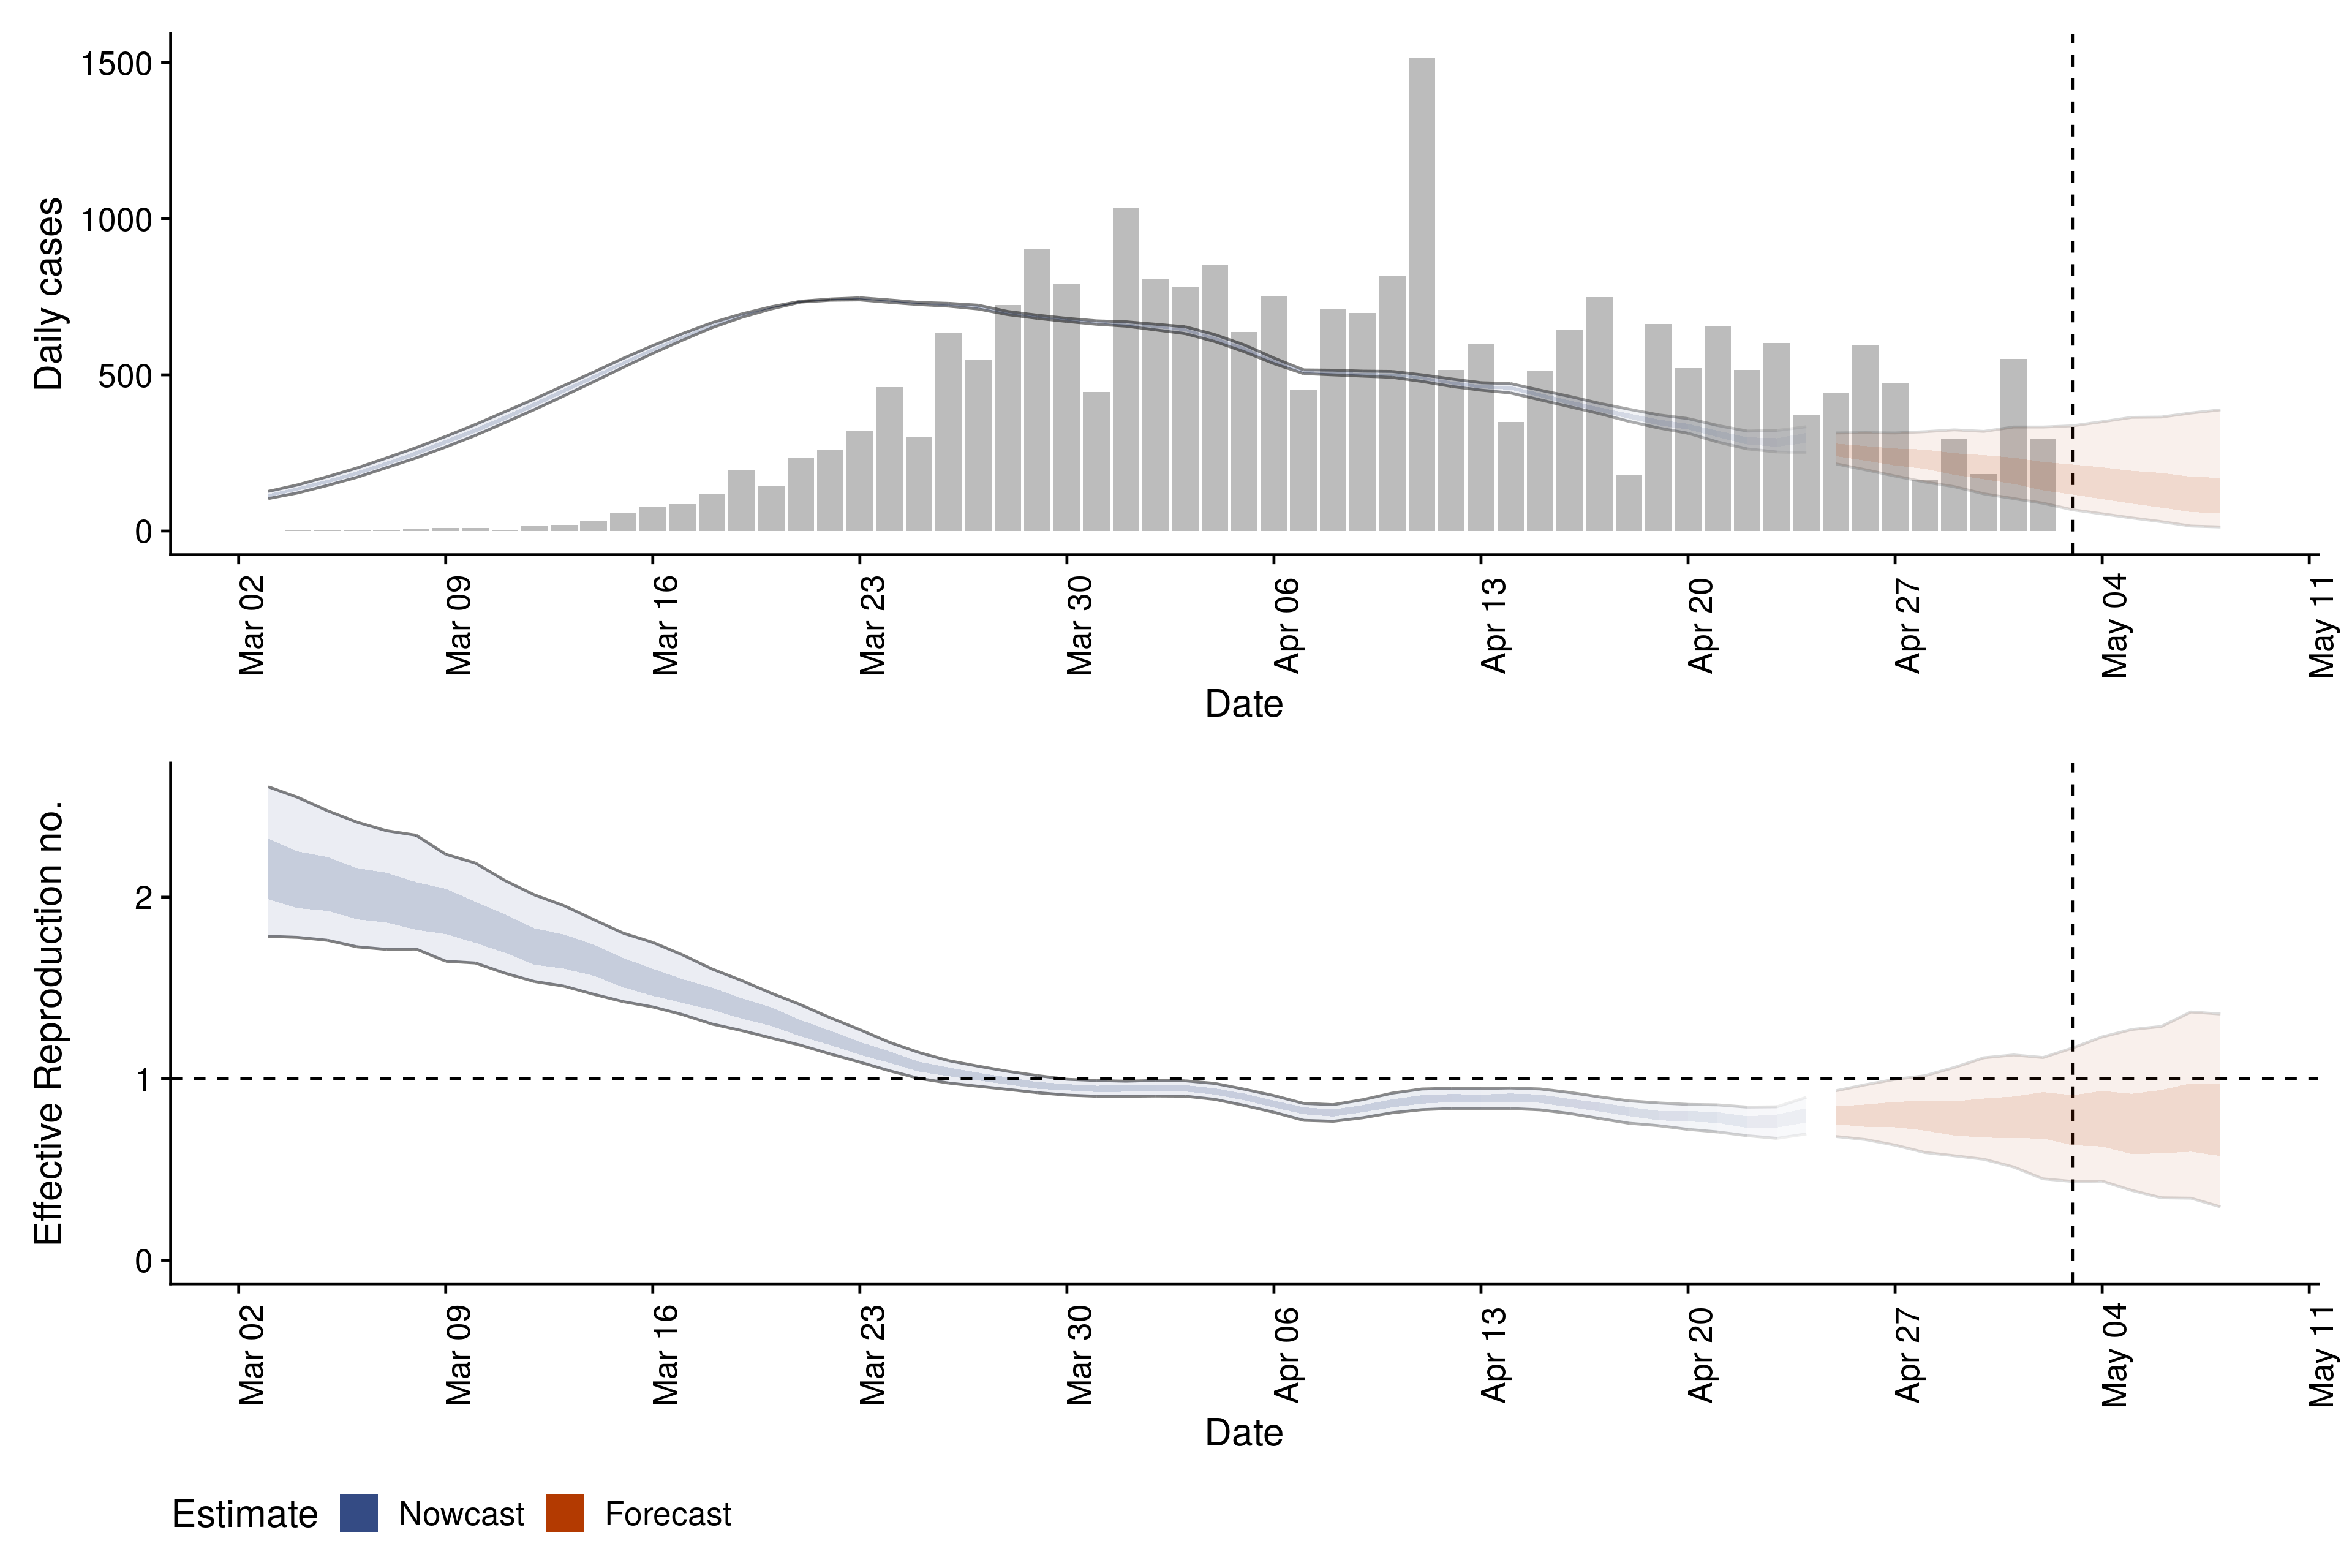 Daily cases
1500
1000
500
0
Mar 02
Mar 09
Mar 16
Mar 23
Mar 30
Apr 06
Apr 13
Apr 20
Apr 27
May 04
May 11
Date
Effective Reproduction no.
2
1
0
Mar 02
Mar 09
Mar 16
Mar 23
Mar 30
Apr 06
Apr 13
Apr 20
Apr 27
May 04
May 11
Date
Estimate Nowcast Forecast